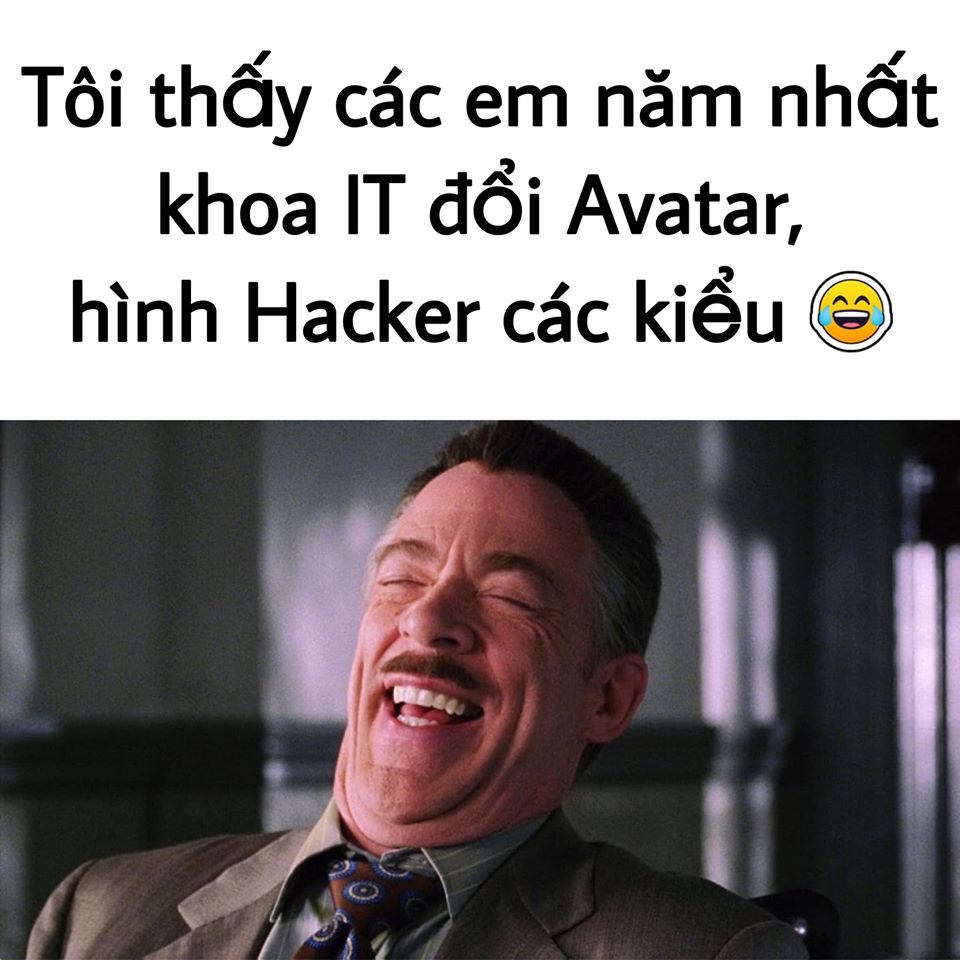 Tôi thấy các em năm nhất
khoa IT đổi Avatar,
hình Hacker các kiểu 😂